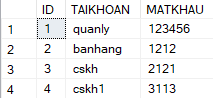 ID TAIKHOAN MATKHAU
1 1 quanly 123456
2 2 banhang 1212
3 3 cskh 2121
4 4 cskh1 3113